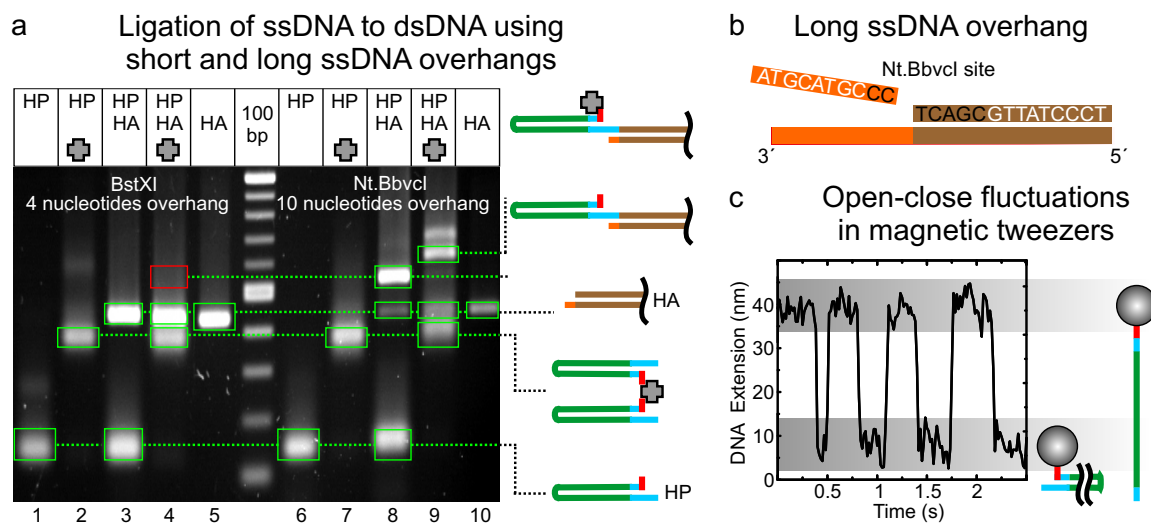 a
Ligation of ssDNA to dsDNA using
short and long ssDNA overhangs
HP
HP
HP
HA
HP
HA
HA
100
bp
HP
HP
HP
HA
HP
HA
HA
BstXI
4 nucleotides overhang
Nt.BbvcI
10 nucleotides overhang
HA
HP
1 2 3 4 5 6 7 8 9 10
b
Long ssDNA overhang
Nt.BbvcI site
ATGCATGCCC
TCAGCGTTATCCCT
3´
5´
c
Open-close fluctuations
in magnetic tweezers
DNA Extension (nm)
40
30
20
10
0
0.5 1 1.5 2
Time (s)